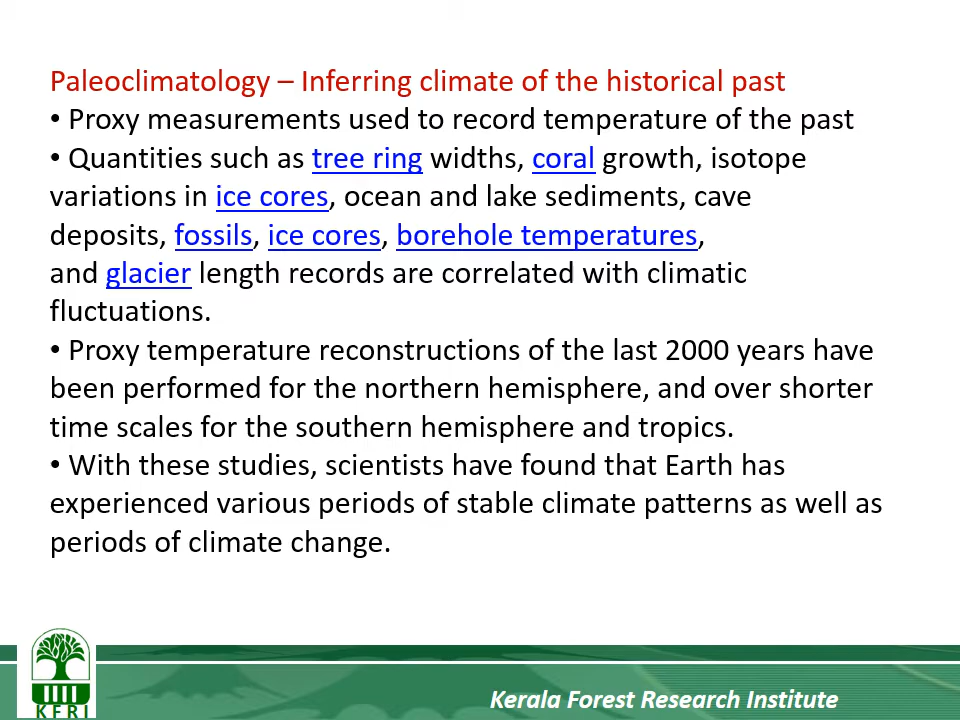 Paleoclimatology – Inferring climate of the historical past
• Proxy measurements used to record temperature of the past
• Quantities such as tree ring widths, coral growth, isotope
variations in ice cores, ocean and lake sediments, cave
deposits, fossils, ice cores, borehole temperatures,
and glacier length records are correlated with climatic
fluctuations.
• Proxy temperature reconstructions of the last 2000 years have
been performed for the northern hemisphere, and over shorter
time scales for the southern hemisphere and tropics.
• With these studies, scientists have found that Earth has
experienced various periods of stable climate patterns as well as
periods of climate change.
KFRI
Kerala Forest Research Institute